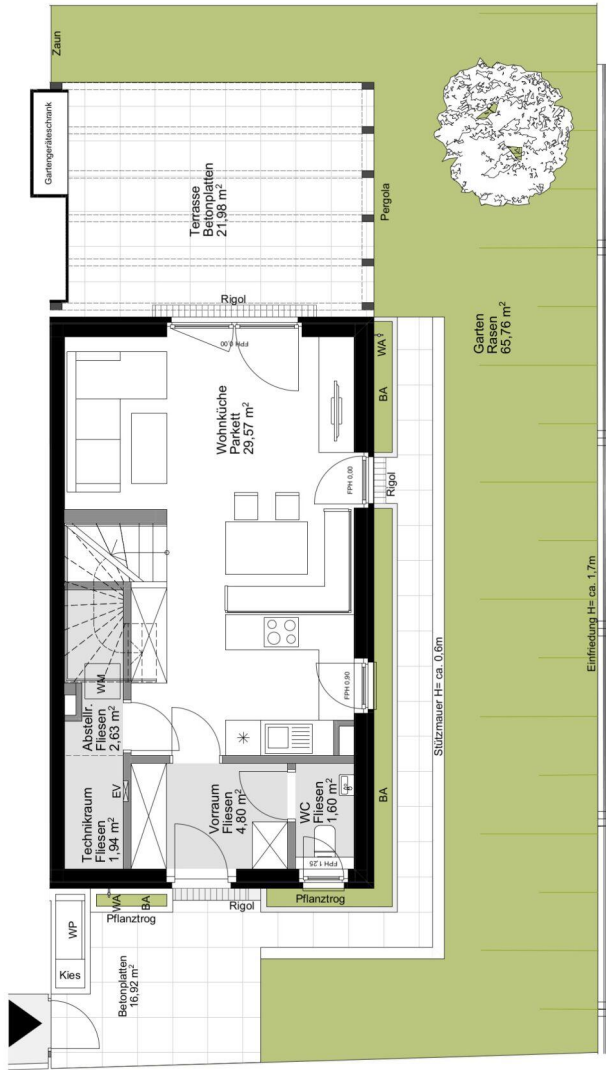 Zaun
Gartengeräteschrank
Terrasse
Betonplatten
21,98 m²
Pergola
Rigol
FPH 0,00
Wohnküche
Parkett
29,57 m²
WA
BA
Garten
Rasen
65,76 m²
FPH 0,00
Rigol
WM
Abstellr.
Fliesen
2,63 m²
FPH 0,90
Stützmauer H= ca. 0,6m
Einfriedung H= ca. 1,7m
Technikraum
Fliesen
1,94 m²
EV
Vorraum
Fliesen
4,80 m²
WC
Fliesen
1,60 m²
FPH 1,25
BA
WA
BA
Pflanztrog
Rigol
Pflanztrog
WP
Kies
Betonplatten
16,92 m²